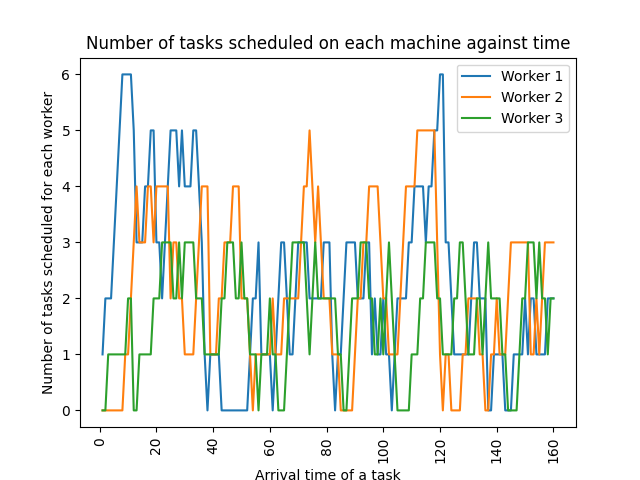 Number of tasks scheduled on each machine against time
Number of tasks scheduled for each worker
6
5
4
3
2
1
0
Worker 1
Worker 2
Worker 3
0
20
40
60
80
100
120
140
160
Arrival time of a task